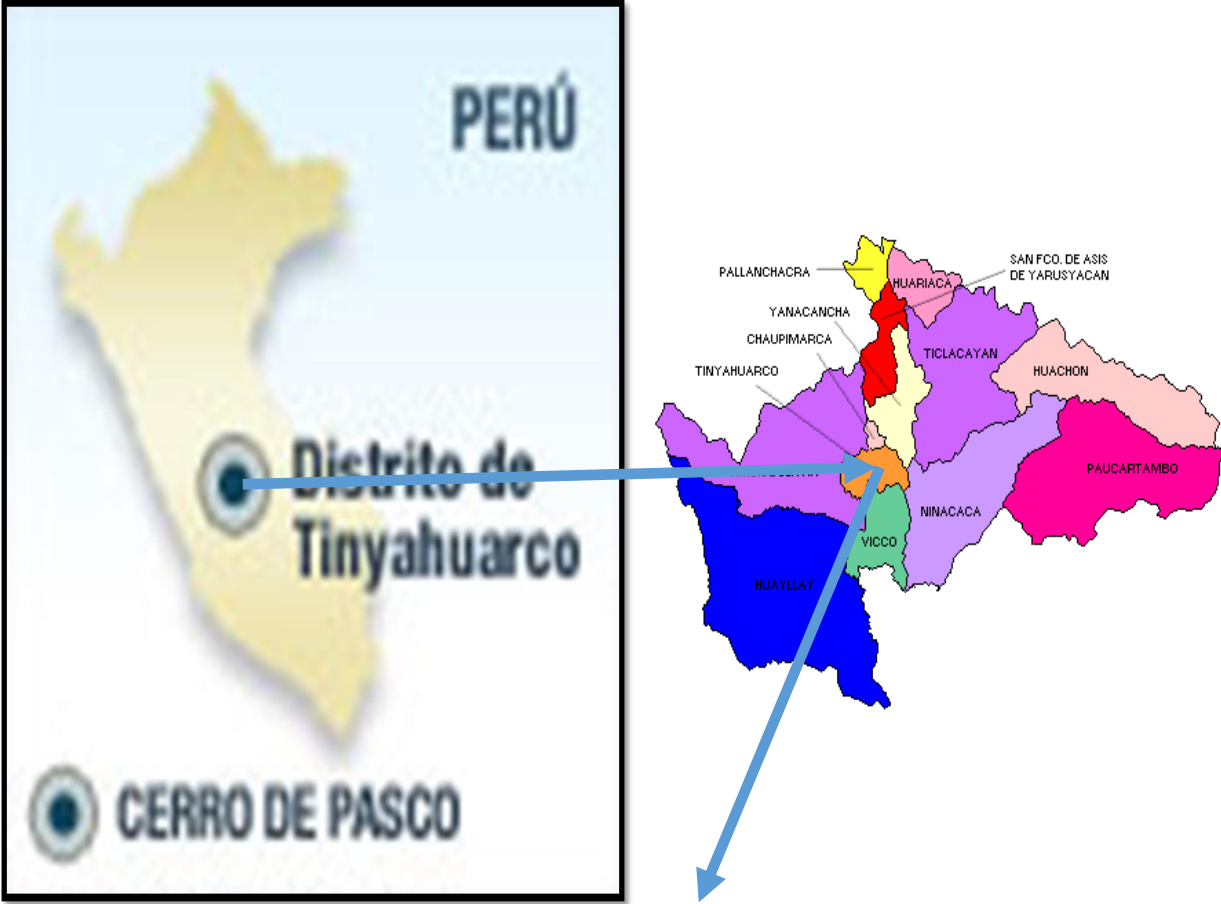 PERÚ
Distrito de
Tinyahuarco
CERRO DE PASCO
PALLANCHACRA
HUARIACA
SAN FCO. DE ASIS
DE YARUSYACAN
YANACANCHA
CHAUPIMARCA
TICLACAYAN
TINYAHUARCO
HUACHON
PAUCARTAMBO
NINACACA
VICCO
HUAYLLAY